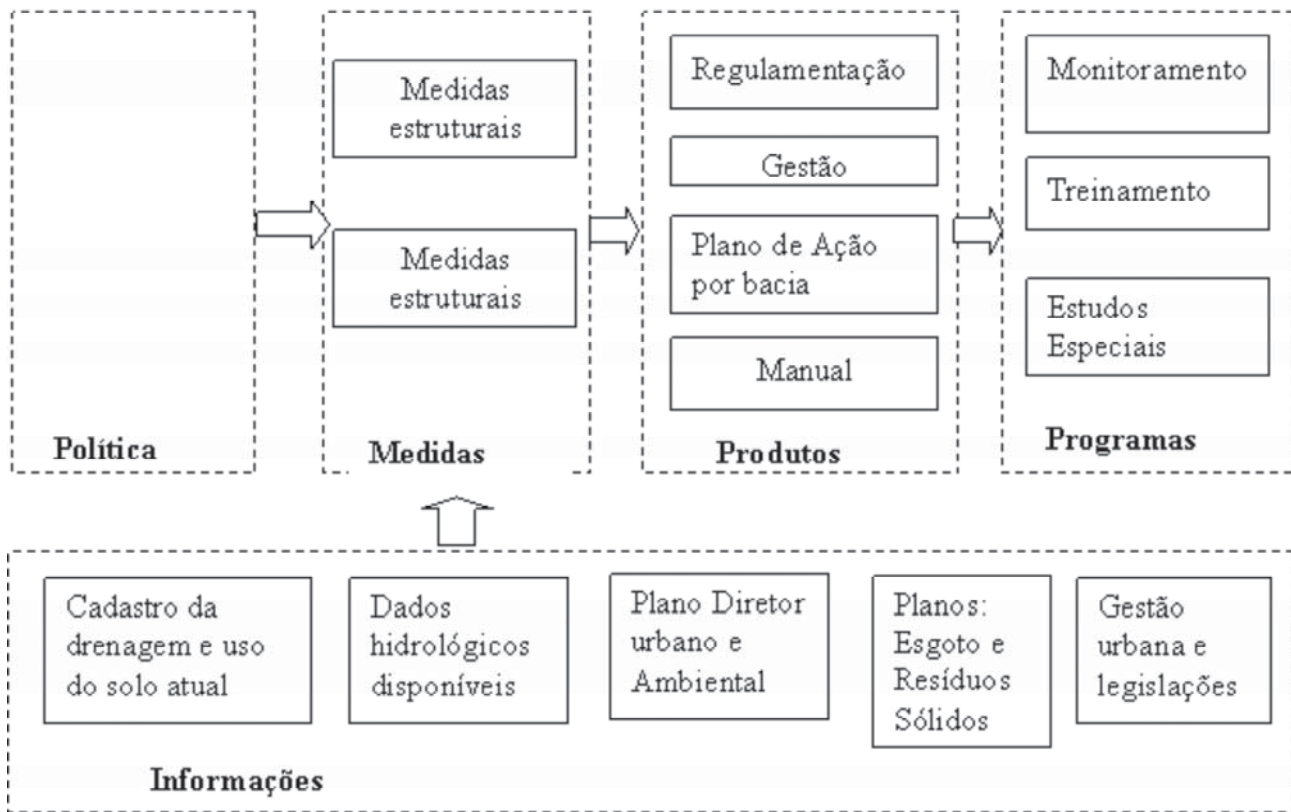 Política
Medidas
estruturais
Medidas
estruturais
Medidas
Regulamentação
Gestão
Plano de Ação
por bacia
Manual
Produtos
Monitoramento
Treinamento
Estudos
Especiais
Programas
Cadastro da
drenagem e uso
do solo atual
Dados
hidrológicos
disponíveis
Plano Diretor
urbano e
Ambiental
Planos:
Esgoto e
Resíduos
Sólidos
Gestão
urbana e
legislações
Informações